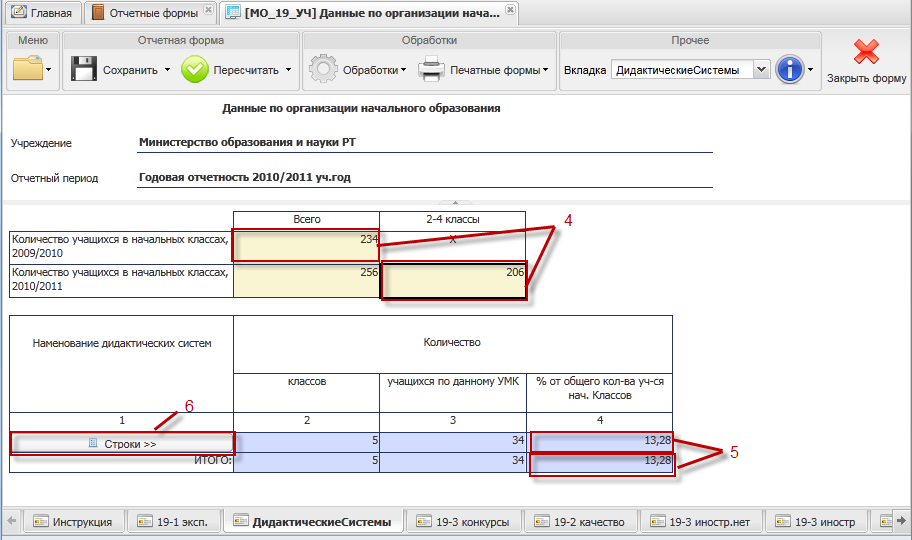 Главная
Отчетные формы
[МО_19_УЧ] Данные по организации нача...
Меню
Отчетная форма
Обработки
Прочее
Сохранить
Пересчитать
Обработки
Печатные формы
Вкладка
ДидактическиеСистемы
Закрыть форму
Данные по организации начального образования
Учреждение
Министерство образования и науки РТ
Отчетный период
Годовая отчетность 2010/2011 уч.год
Всего
2-4 классы
4
Количество учащихся в начальных классах,
2009/2010
234
X
Количество учащихся в начальных классах,
2010/2011
256
206
Наменование дидактических систем
Количество
классов
учащихся по данному УМК
% от общего кол-ва уч-ся
нач. Классов
6
1
2
3
4
Строки >>
5
34
13,28
5
ИТОГО:
5
34
13,28
Инструкция
19-1 эксп.
ДидактическиеСистемы
19-3 конкурсы
19-2 качество
19-3 иностр.нет
19-3 иностр